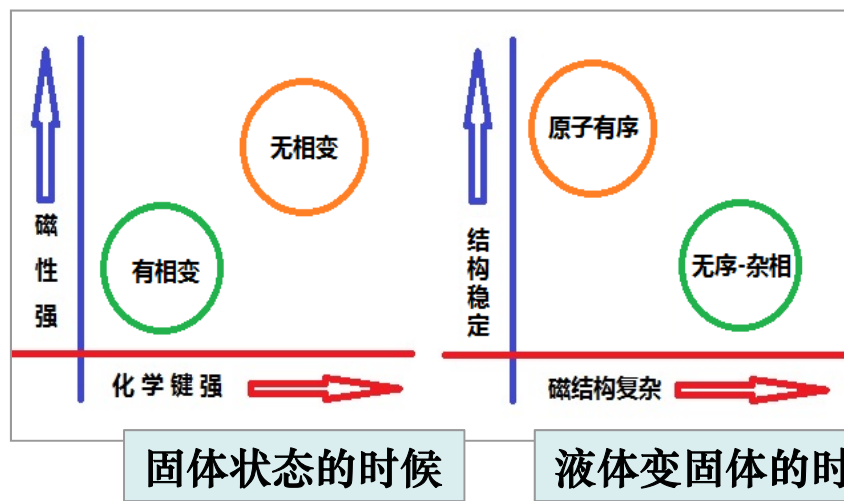 磁性强
无相变
有相变
化学键强
固体状态的时候
结构稳定
原子有序
无序-杂相
磁结构复杂
液体变固体的时